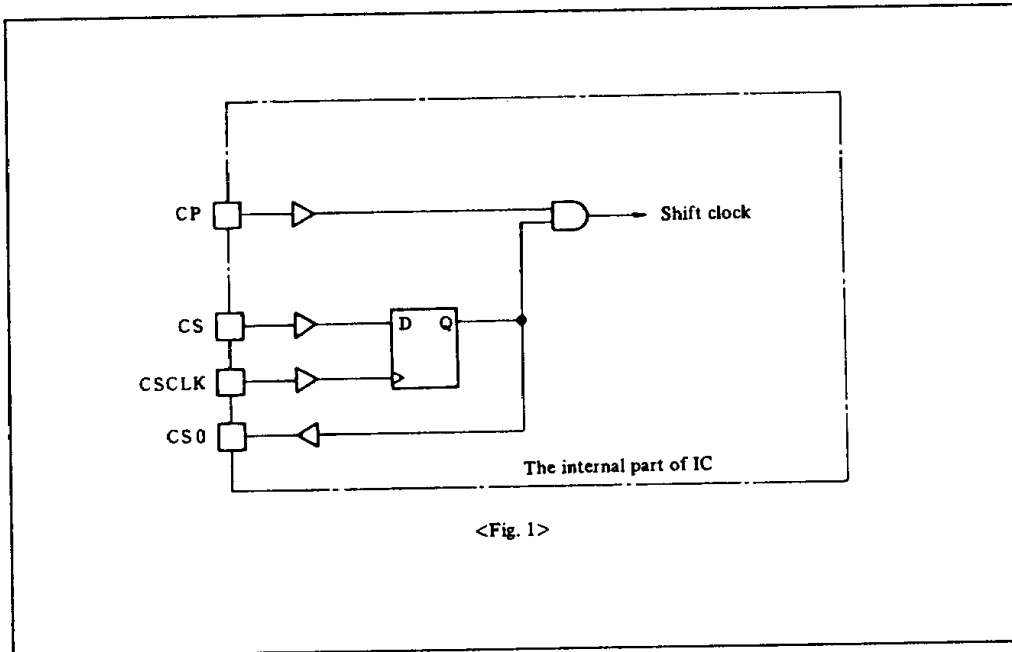 CP
Shift clock
CS
D Q
CSCLK
CS0
The internal part of IC
<Fig. 1>